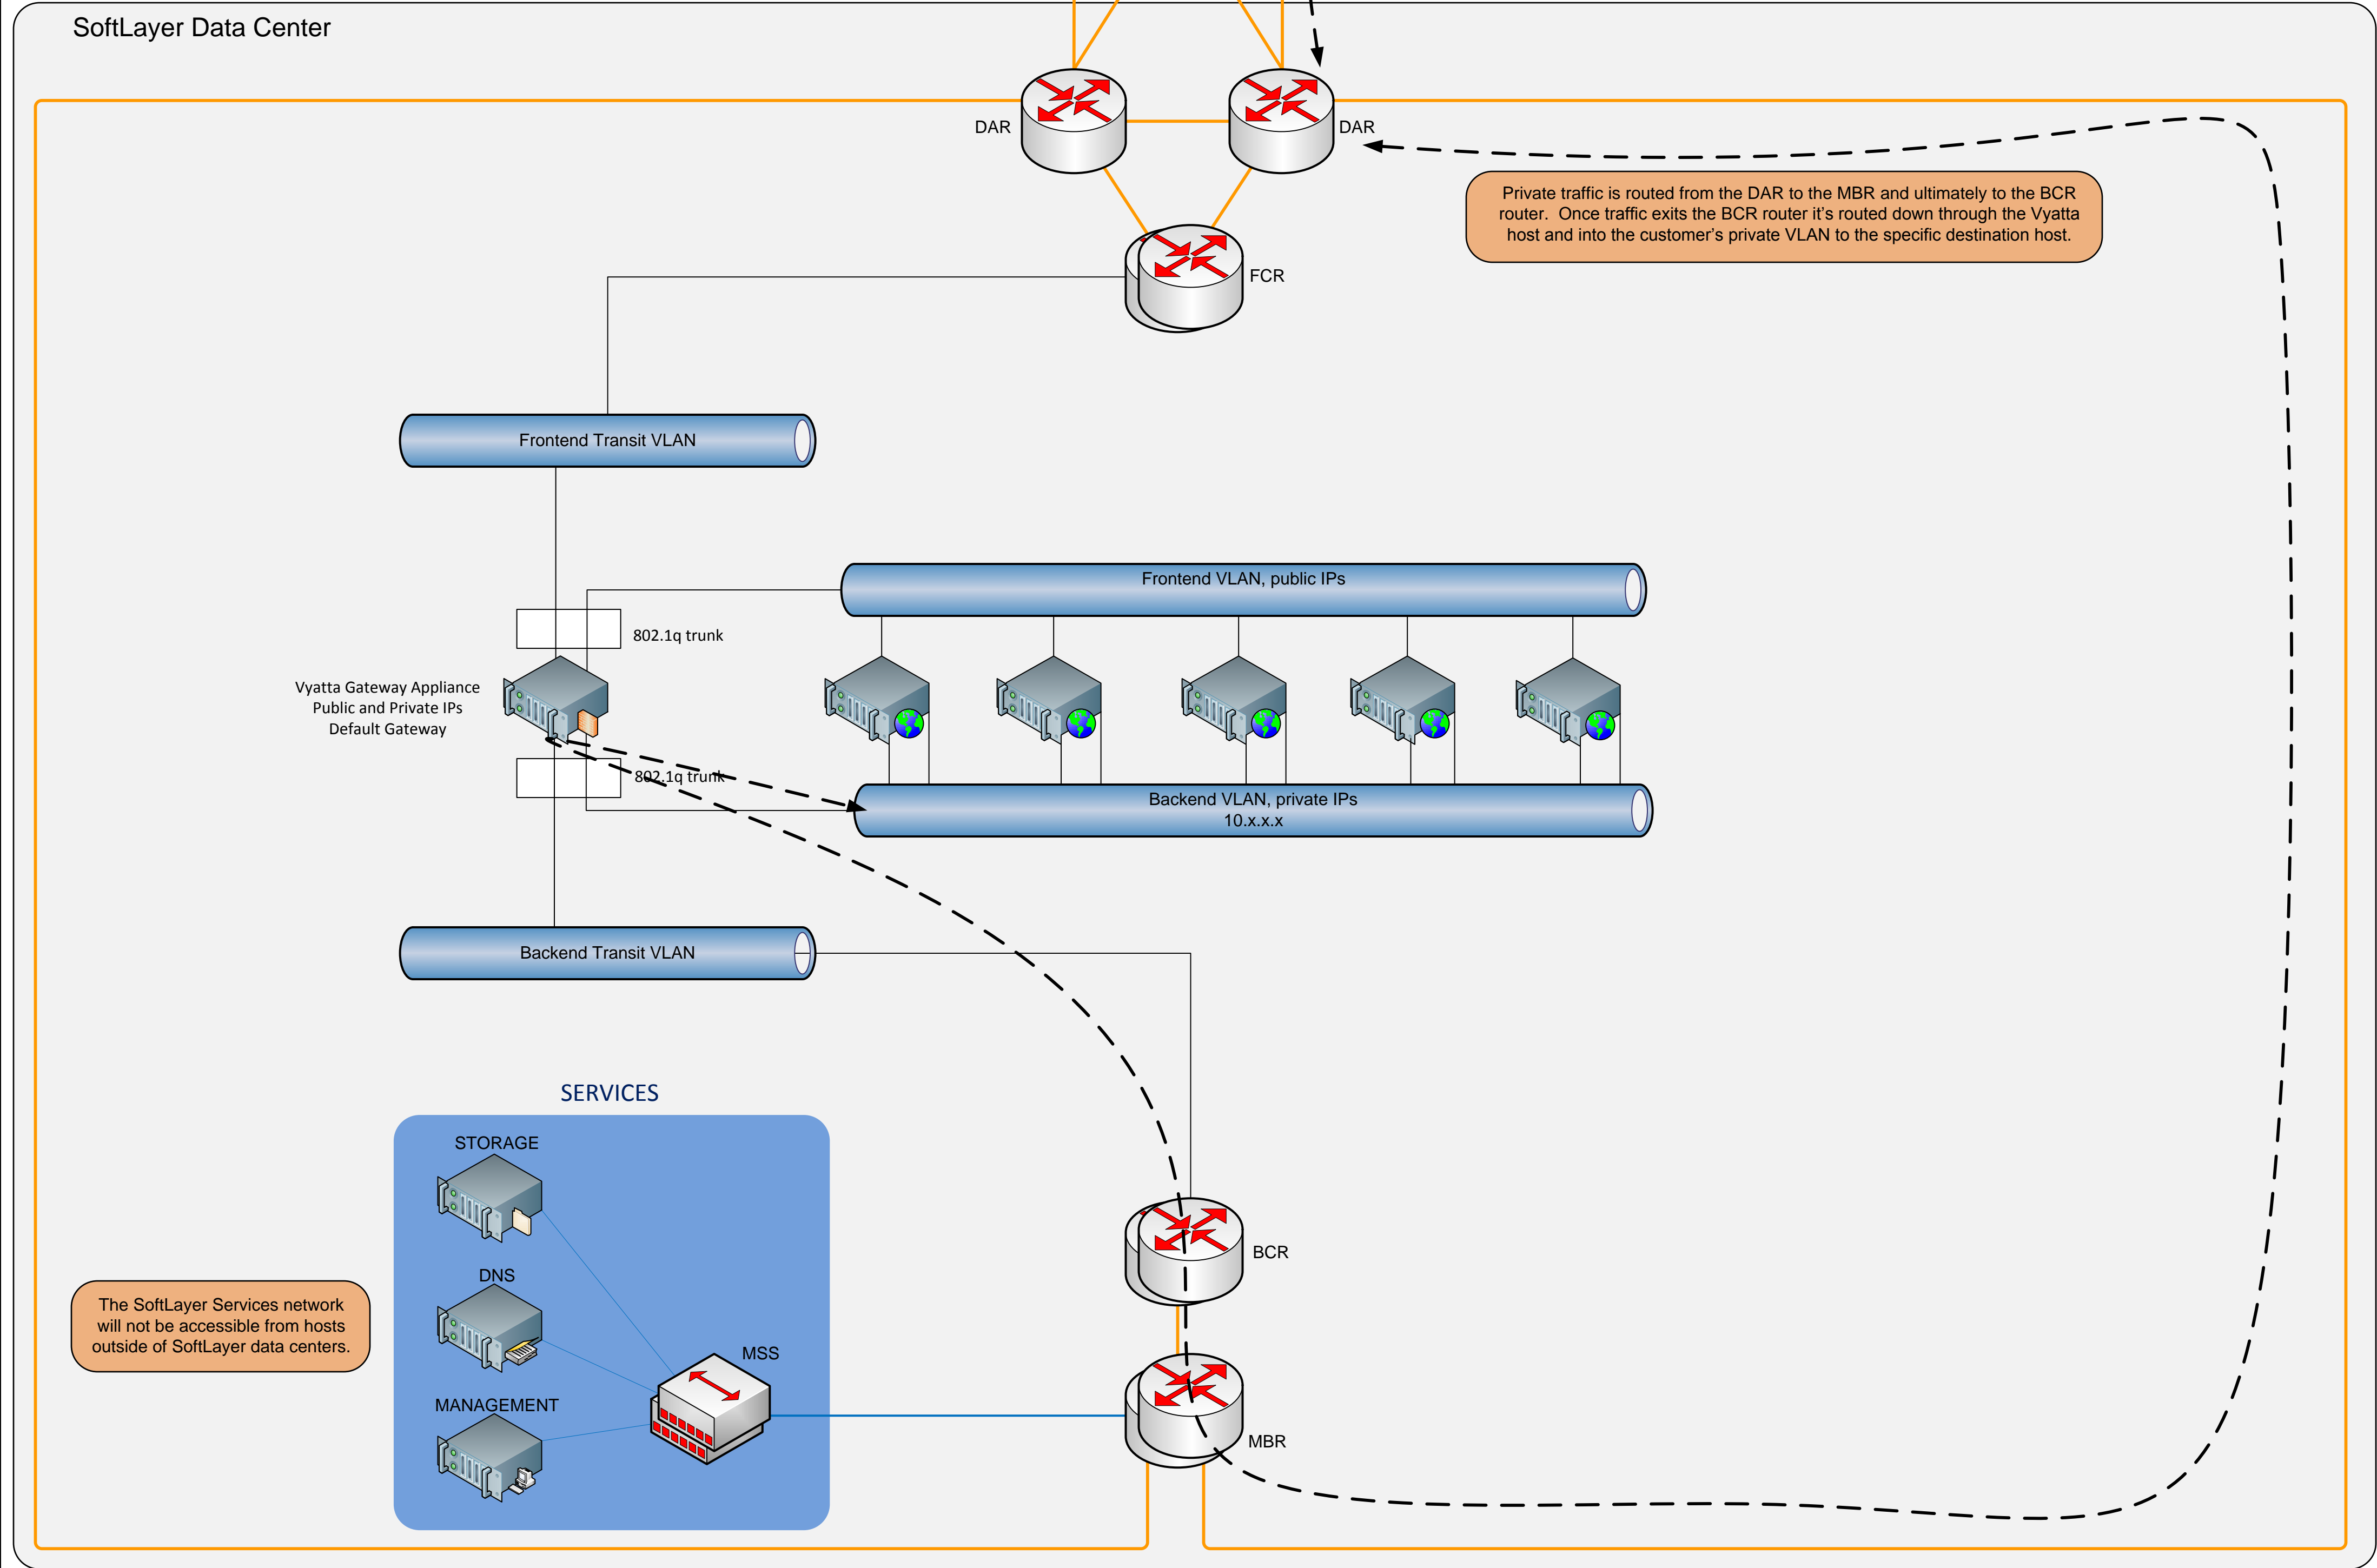 SoftLayer Data Center
DAR
DAR
Private traffic is routed from the DAR to the MBR and ultimately to the BCR
router. Once traffic exits the BCR router it's routed down through the Vyatta
host and into the customer's private VLAN to the specific destination host.
FCR
Frontend Transit VLAN
Frontend VLAN, public IPs
802.1q trunk
Vyatta Gateway Appliance
Public and Private IPs
Default Gateway
802.1q trunk
Backend VLAN, private IPs
10.x.x.x
Backend Transit VLAN
SERVICES
STORAGE
BCR
DNS
The SoftLayer Services network
will not be accessible from hosts
outside of SoftLayer data centers.
MSS
MANAGEMENT
MBR